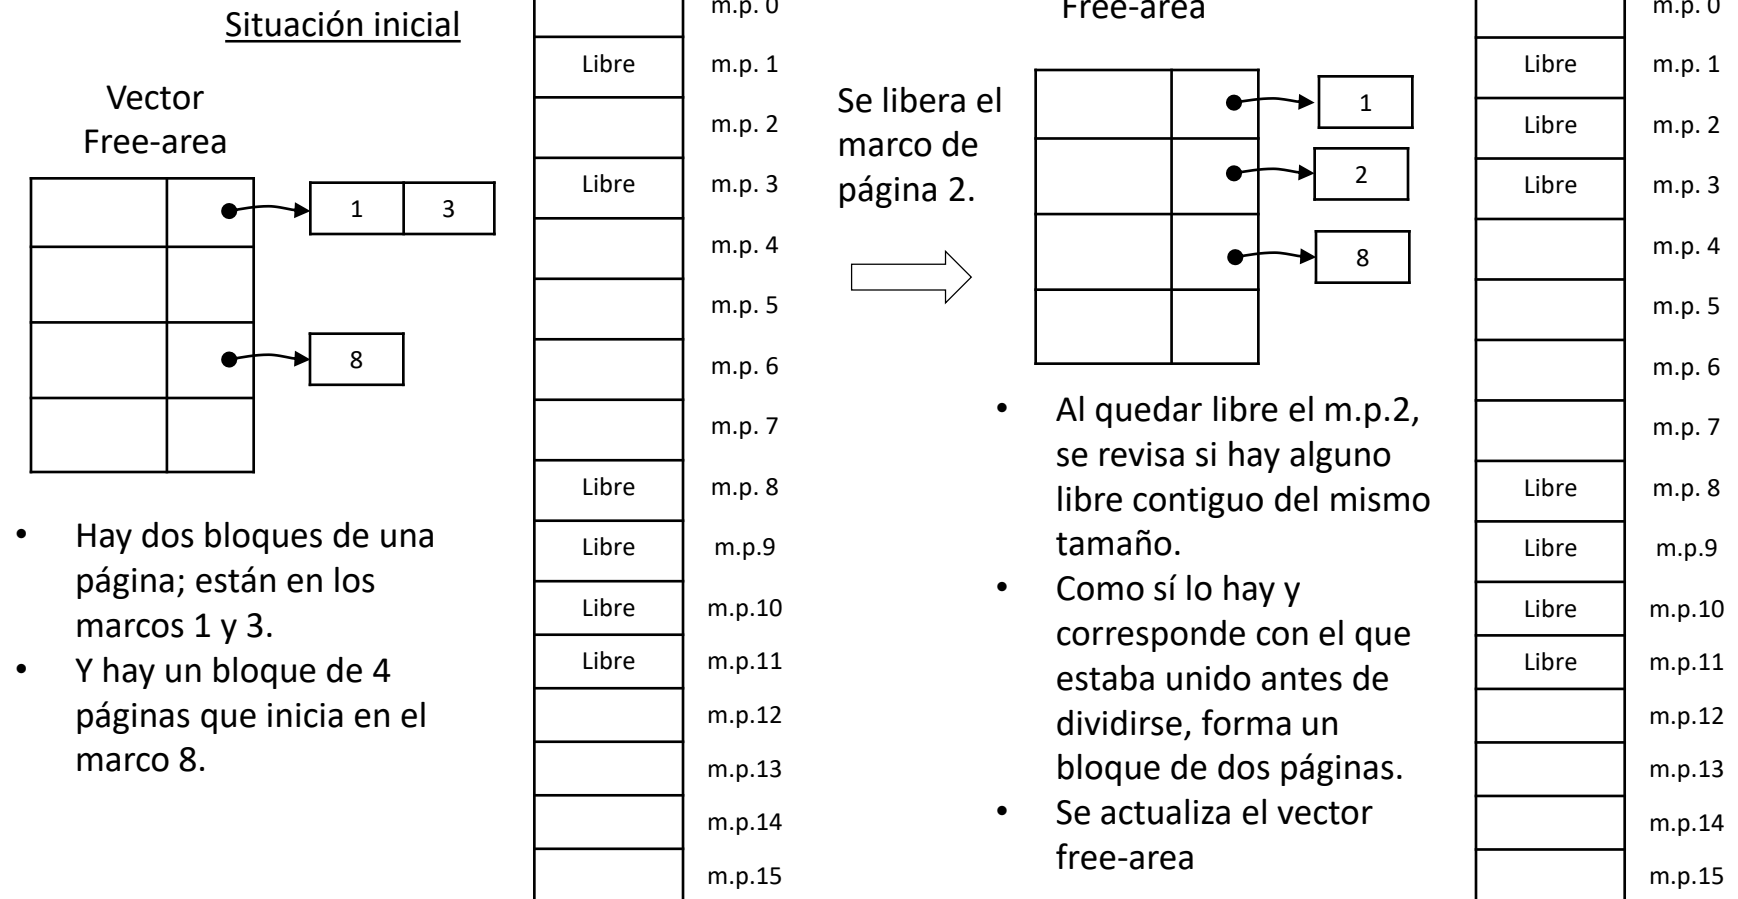 Situación inicial
Vector
Free-area
1 3
8
• Hay dos bloques de una
página; están en los
marcos 1 y 3.
• Y hay un bloque de 4
páginas que inicia en el
marco 8.
m.p. 0
Libre m.p. 1
m.p. 2
Libre m.p. 3
m.p. 4
m.p. 5
m.p. 6
m.p. 7
Libre m.p. 8
Libre m.p.9
Libre m.p.10
Libre m.p.11
m.p.12
m.p.13
m.p.14
m.p.15
Se libera el
marco de
página 2.
Free-area
1
2
8
• Al quedar libre el m.p.2,
se revisa si hay alguno
libre contiguo del mismo
tamaño.
• Como sí lo hay y
corresponde con el que
estaba unido antes de
dividirse, forma un
bloque de dos páginas.
• Se actualiza el vector
free-area
m.p. 0
Libre m.p. 1
Libre m.p. 2
Libre m.p. 3
m.p. 4
m.p. 5
m.p. 6
m.p. 7
Libre m.p. 8
Libre m.p.9
Libre m.p.10
Libre m.p.11
m.p.12
m.p.13
m.p.14
m.p.15